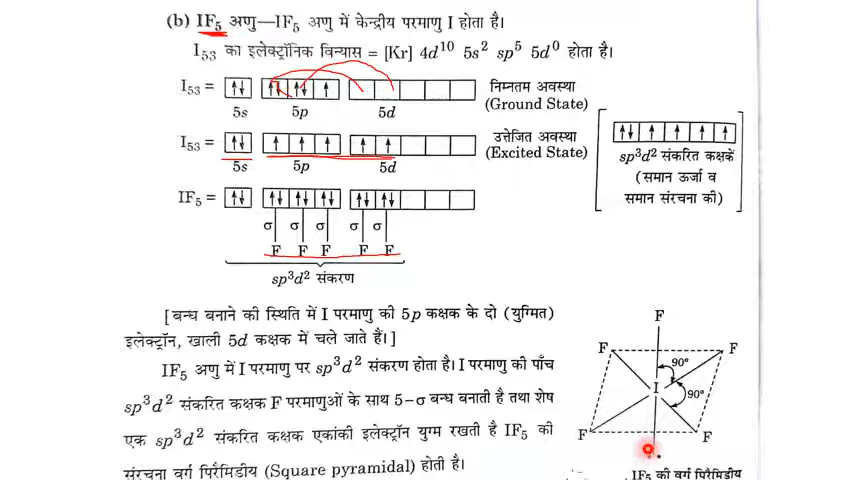 (b) IF5 अणु—IF5 अणु में केन्द्रीय परमाणु I होता है।
I53 का इलेक्ट्रॉनिक विन्यास = [Kr] 4d10 5s2 sp5 5d0 होता है।
I53 = ↑↓ ↑↓ ↑↓ ↑ निम्नतम अवस्था
5s 5p 5d (Ground State)
I53 = ↑↓ ↑ ↑ ↑ ↑ ↑ उत्तेजित अवस्था
5s 5p 5d (Excited State)
↑↓ ↑ ↑ ↑ ↑ ↑
sp3d2 संकरित कक्षकें
(समान ऊर्जा व
समान संरचना की)
IF5 = ↑↓ ↑↓ ↑↓ ↑↓ ↑↓ ↑↓
σ σ σ σ σ
F F F F F
sp3d2 संकरण
[बन्ध बनाने की स्थिति में I परमाणु की 5p कक्षक के दो (युग्मित)
इलेक्ट्रॉन, खाली 5d कक्षक में चले जाते हैं।]
IF5 अणु में I परमाणु पर sp3d2 संकरण होता है। I परमाणु की पाँच
sp3d2 संकरित कक्षक F परमाणुओं के साथ 5–σ बन्ध बनाती है तथा शेष
एक sp3d2 संकरित कक्षक एकांकी इलेक्ट्रॉन युग्म रखती है IF5 की
संरचना वर्ग पिरैमिडीय (Square pyramidal) होती है।
F
F F
90°
I
90°
F F
IF5 की वर्ग पिरैमिडीय